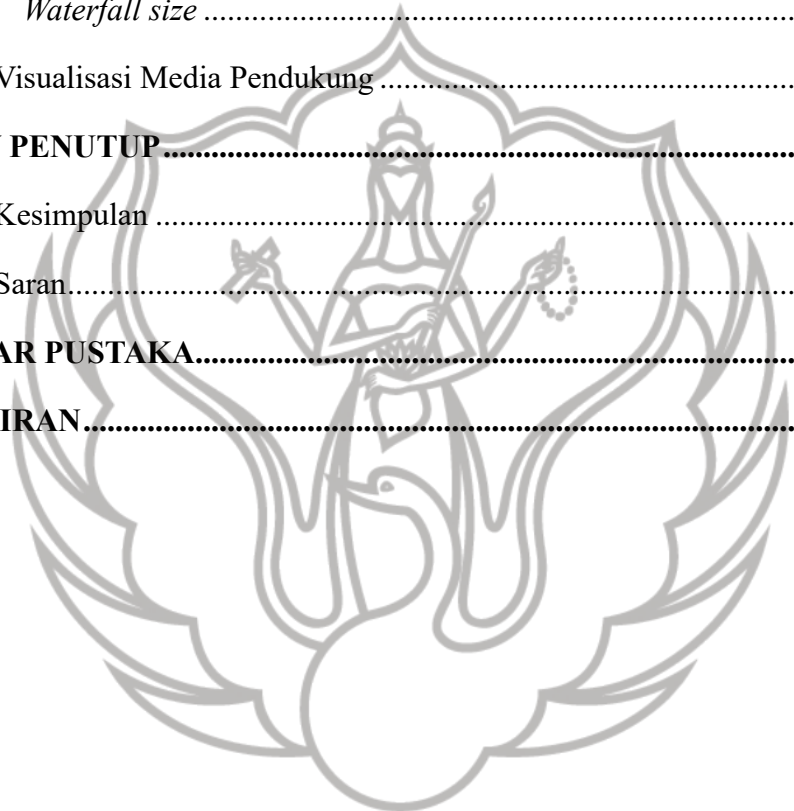 Waterfall size
Visualisasi Media Pendukung
PENUTUP
Kesimpulan
Saran
AR PUSTAKA
IRAN